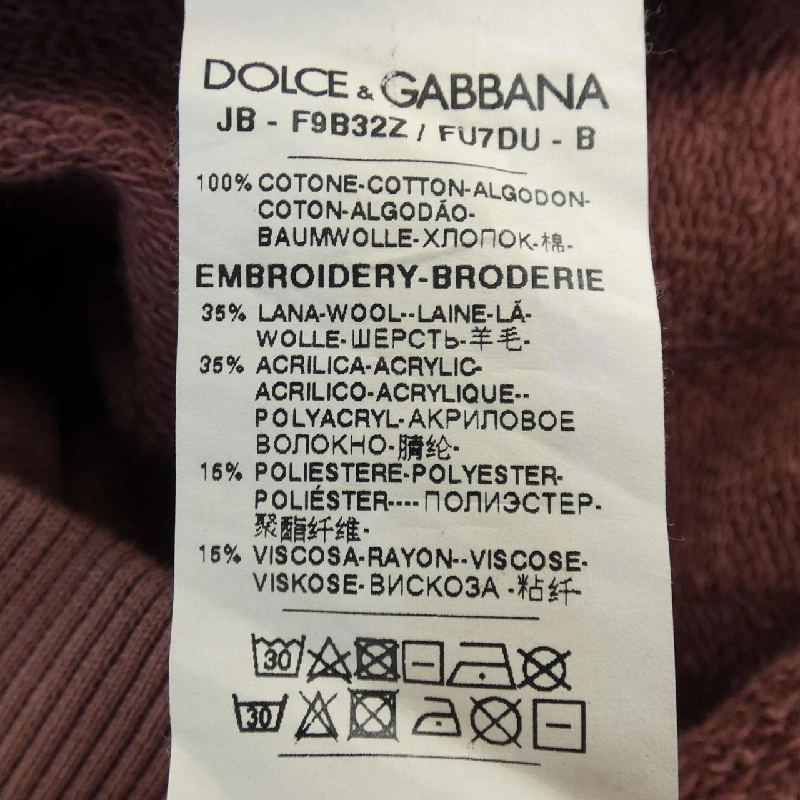 DOLCE & GABBANA
JB - F9B32Z / FU7DU - B
100% COTONE-COTTON-ALGODON-
COTON-ALGODÃO-
BAUMWOLLE-ХЛОПОК-棉-
EMBROIDERY-BRODERIE
35% LANA-WOOL--LAINE-LÃ-
WOLLE-ШЕРСТЬ-羊毛-
35% ACRILICA-ACRYLIC-
ACRILICO-ACRYLIQUE--
POLYACRYL-АКРИЛОВОЕ
ВОЛОКНО-腈纶-
15% POLIESTERE-POLYESTER-
POLIÉSTER----ПОЛИЭСТЕР-
聚酯纤维-
15% VISCOSA-RAYON--VISCOSE-
VISKOSE-ВИСКОЗА -粘纤-
30
30